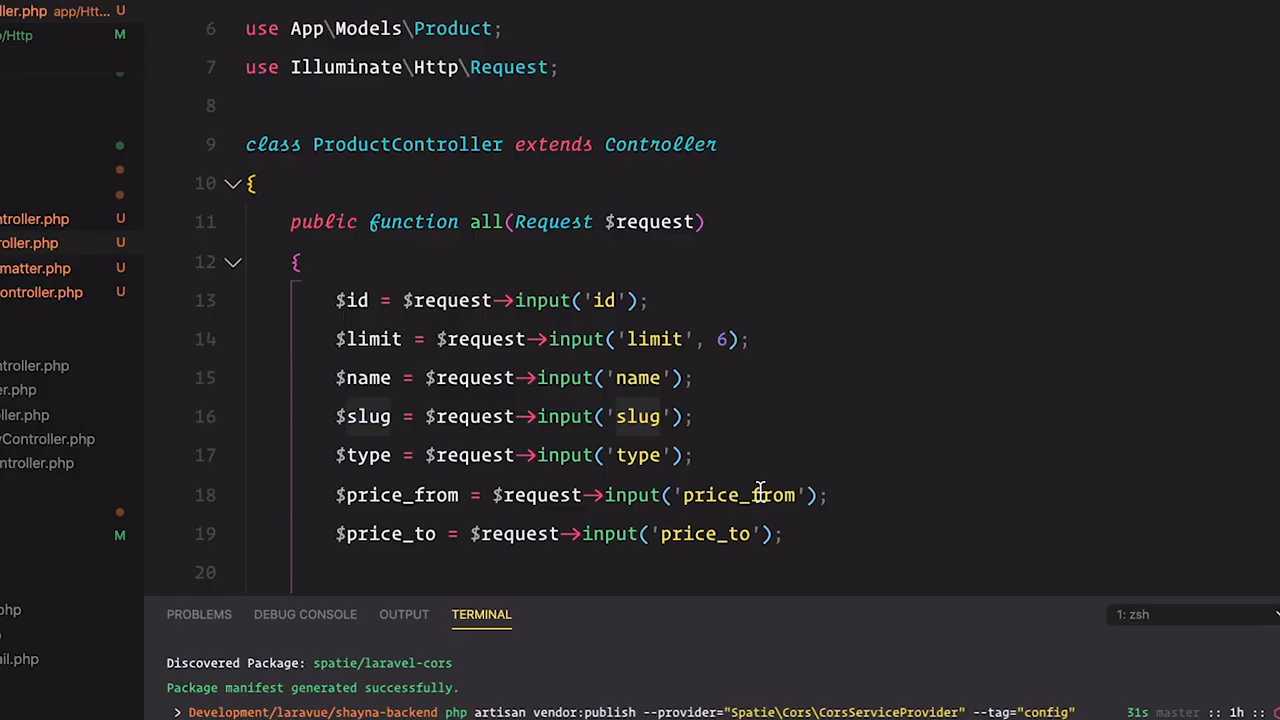 ller.php app/Htt... U
p/Http M
6 use App\Models\Product;
7 use Illuminate\Http\Request;
8
9 class ProductController extends Controller
10 {
11 public function all(Request $request)
12 {
13 $id = $request->input('id');
14 $limit = $request->input('limit', 6);
15 $name = $request->input('name');
16 $slug = $request->input('slug');
17 $type = $request->input('type');
18 $price_from = $request->input('price_from');
19 $price_to = $request->input('price_to');
20
ntroller.php U
roller.php U
matter.php U
ontroller.php U
ntroller.php
er.php
ller.php
yController.php
ntroller.php
M
php
ail.php
PROBLEMS DEBUG CONSOLE OUTPUT TERMINAL 1: zsh
Discovered Package: spatie/laravel-cors
Package manifest generated successfully.
> Development/laravue/shayna-backend php artisan vendor:publish --provider="Spatie\Cors\CorsServiceProvider" --tag="config" 31s master :: 1h ::